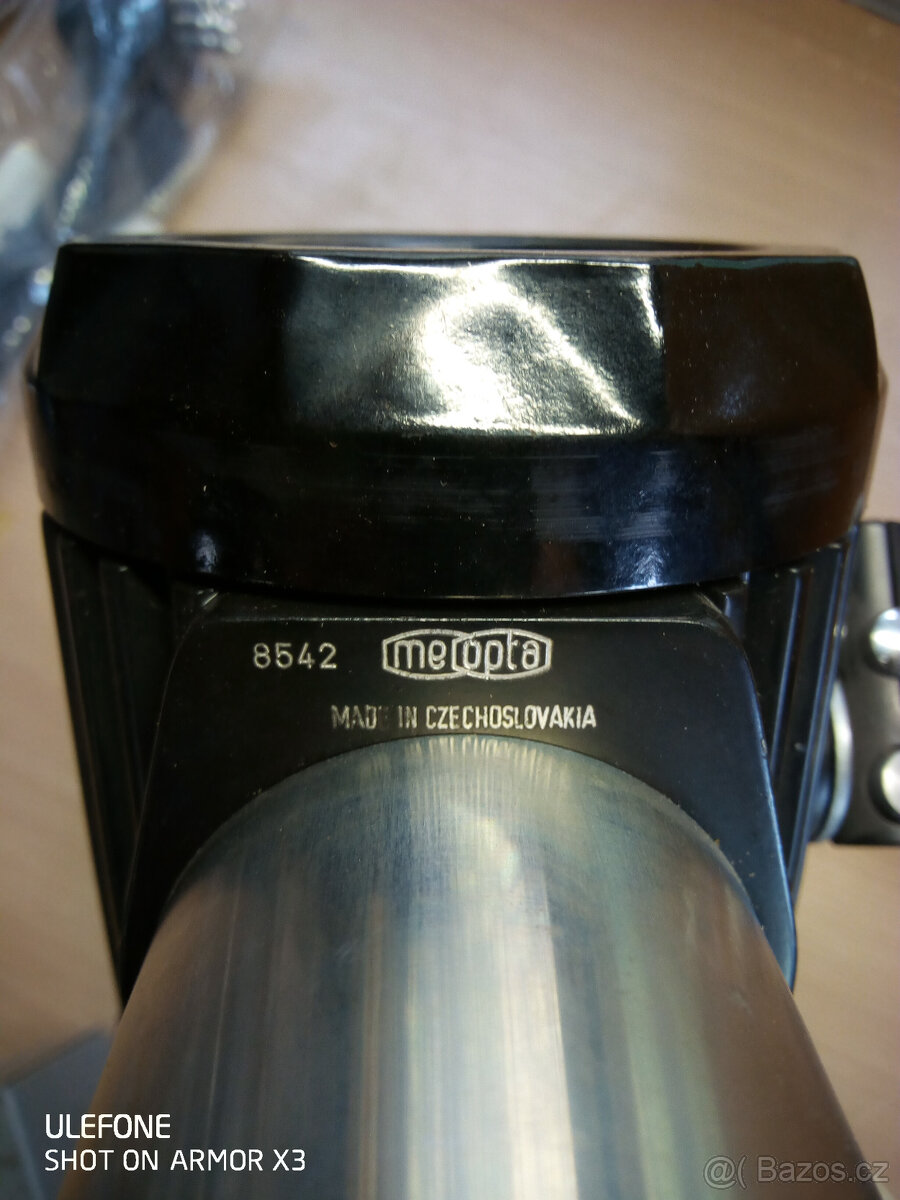 8542 meopta
MADE IN CZECHOSLOVAKIA
ULEFONE
SHOT ON ARMOR X3
@( Bazos.cz